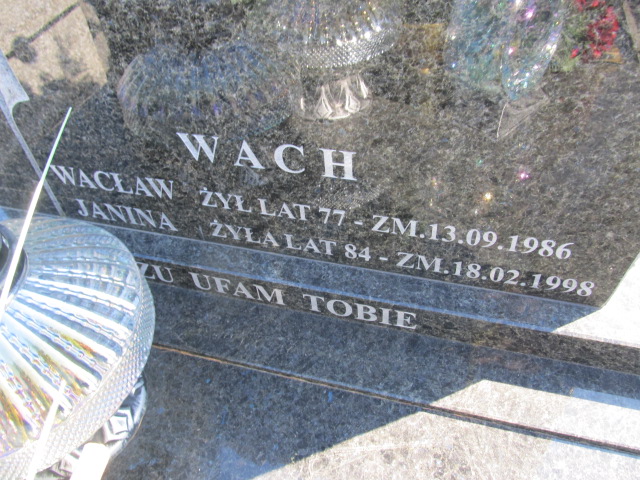 WACH
WACŁAW ŻYŁ LAT 77 - ZM.13.09.1986
JANINA ŻYŁA LAT 84 - ZM.18.02.1998
ZU UFAM TOBIE